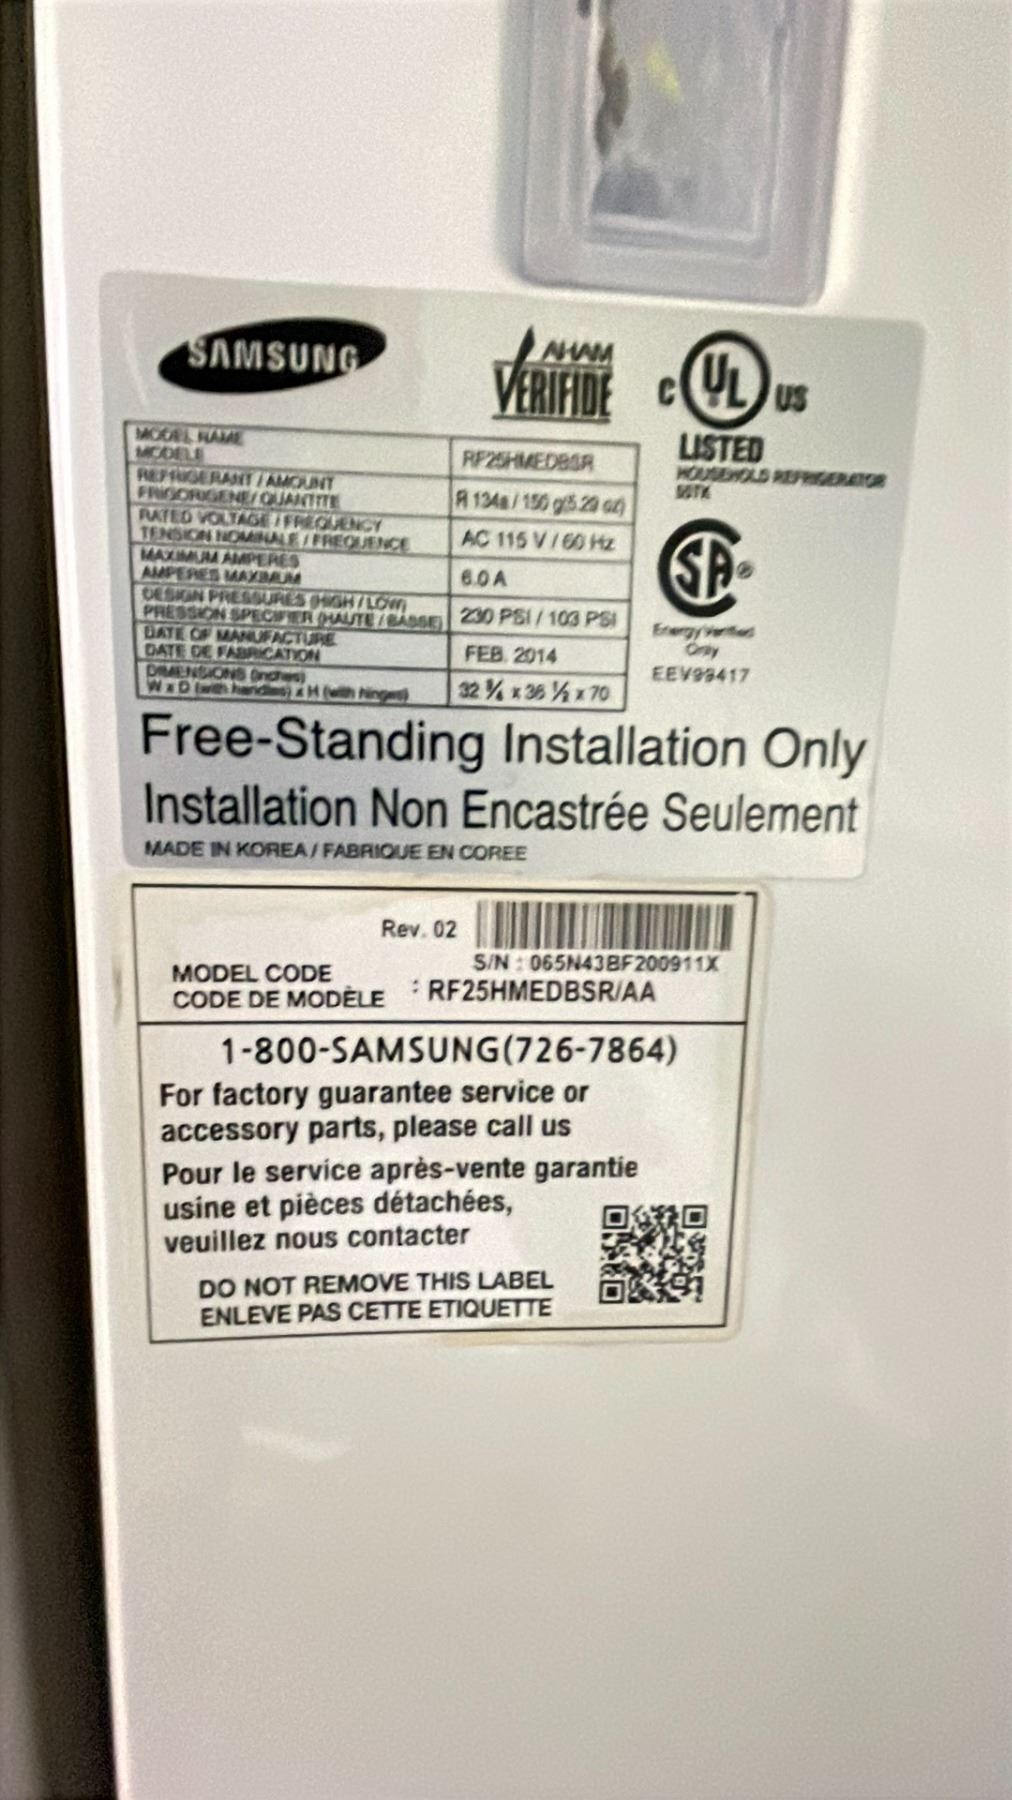 SAMSUNG
AHAM
VERIFIDE
C UL US
LISTED
HOUSEHOLD REFRIGERATOR
55TK
MODEL NAME
MODELE
RF25HMEDBSR
REFRIGERANT / AMOUNT
FRIGORIGENE / QUANTITE
R 134a / 150 g(5.29 oz)
RATED VOLTAGE / FREQUENCY
TENSION NOMINALE / FREQUENCE
AC 115 V / 60 Hz
MAXIMUM AMPERES
AMPERES MAXIMUM
6.0 A
DESIGN PRESSURES (HIGH / LOW)
PRESSION SPECIFIER (HAUTE / BASSE)
230 PSI / 103 PSI
DATE OF MANUFACTURE
DATE DE FABRICATION
FEB. 2014
DIMENSIONS (inches)
W x D (with handles) x H (with hinges)
32 ¾ x 36 ½ x 70
SA ®
Energy Verified
Only
EEV99417
Free-Standing Installation Only
Installation Non Encastrée Seulement
MADE IN KOREA / FABRIQUE EN COREE
Rev. 02
S/N : 065N43BF200911X
MODEL CODE
CODE DE MODÈLE : RF25HMEDBSR/AA
1-800-SAMSUNG(726-7864)
For factory guarantee service or
accessory parts, please call us
Pour le service après-vente garantie
usine et pièces détachées,
veuillez nous contacter
DO NOT REMOVE THIS LABEL
ENLEVE PAS CETTE ETIQUETTE